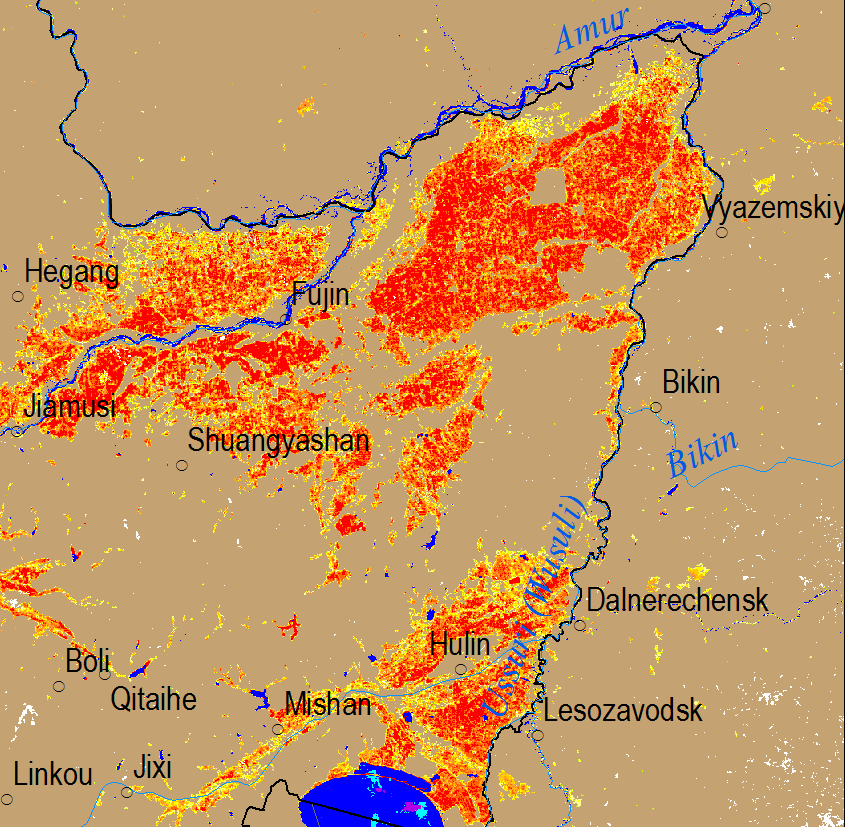 Amur
Vyazemskiy
Hegang
Fujin
Bikin
Jiamusi
Shuangyashan
Bikin
Ussuri (Wusuli)
Dalnerechensk
Hulin
Boli
Qitaihe
Mishan
Lesozavodsk
Linkou
Jixi